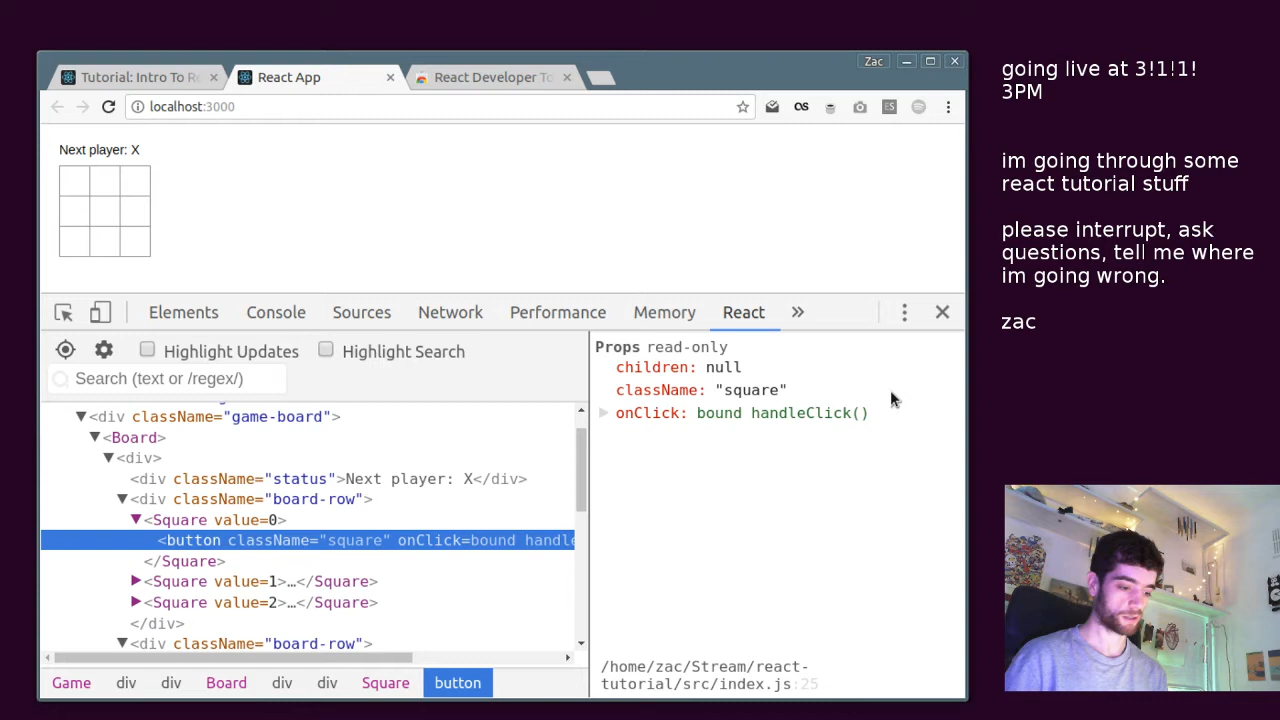 Tutorial: Intro To Re
React App
React Developer To
Zac
localhost:3000
OS
ES
Next player: X
Elements
Console
Sources
Network
Performance
Memory
React
Highlight Updates
Highlight Search
Search (text or /regex/)
<div className="game-board">
<Board>
<div>
<div className="status">Next player: X</div>
<div className="board-row">
<Square value=0>
<button className="square" onClick=bound handle
</Square>
<Square value=1>…</Square>
<Square value=2>…</Square>
</div>
<div className="board-row">
Game
div
div
Board
div
div
Square
button
Props read-only
children: null
className: "square"
onClick: bound handleClick()
/home/zac/Stream/react-
tutorial/src/index.js:25
going live at 3!1!1!
3PM
im going through some
react tutorial stuff
please interrupt, ask
questions, tell me where
im going wrong.
zac